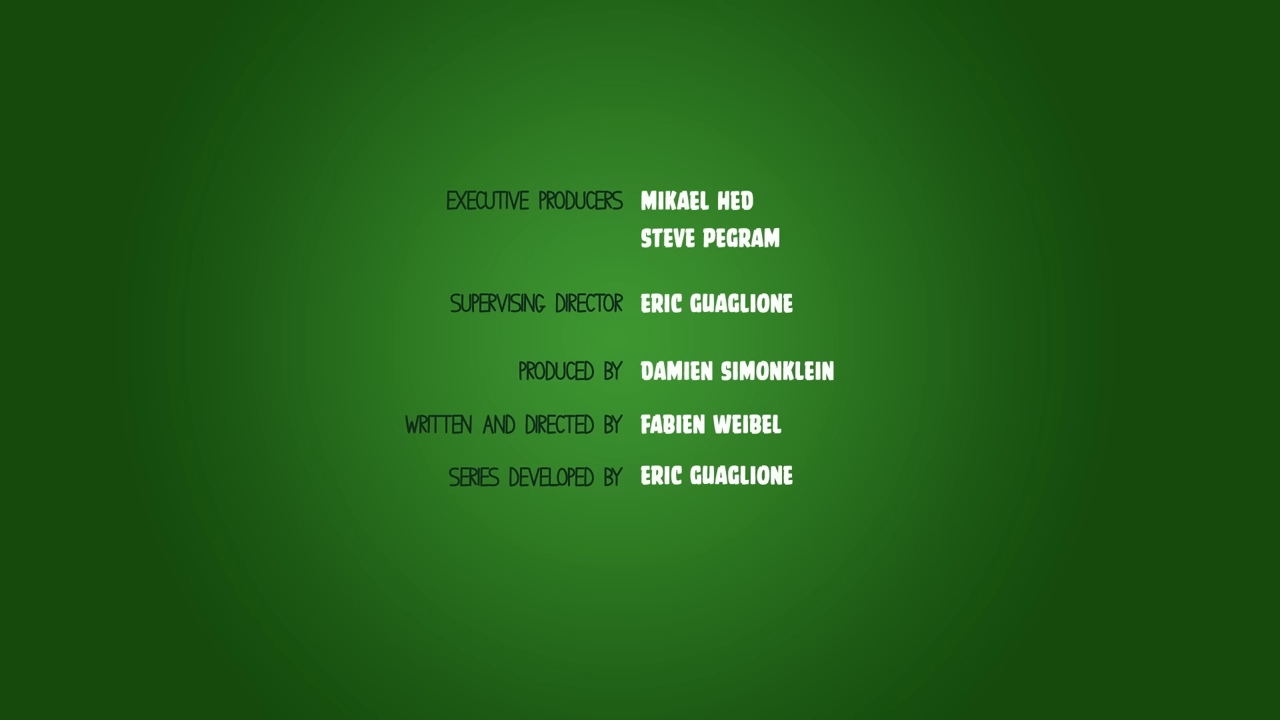 EXECUTIVE PRODUCERS MIKAEL HED
STEVE PEGRAM
SUPERVISING DIRECTOR ERIC GUAGLIONE
PRODUCED BY DAMIEN SIMONKLEIN
WRITTEN AND DIRECTED BY FABIEN WEIBEL
SERIES DEVELOPED BY ERIC GUAGLIONE